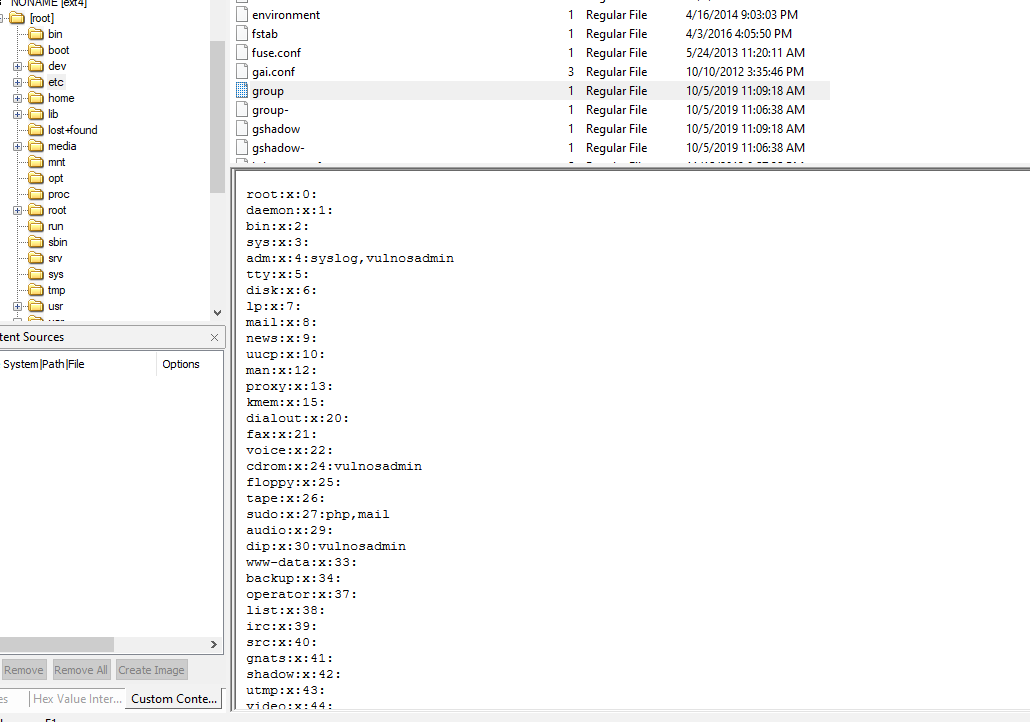 NONAME [ext4]
[root]
bin
boot
dev
etc
home
lib
lost+found
media
mnt
opt
proc
root
run
sbin
srv
sys
tmp
usr
tent Sources
System|Path|File Options
Remove Remove All Create Image
es Hex Value Inter... Custom Conte...
environment 1 Regular File 4/16/2014 9:03:03 PM
fstab 1 Regular File 4/3/2016 4:05:50 PM
fuse.conf 1 Regular File 5/24/2013 11:20:11 AM
gai.conf 3 Regular File 10/10/2012 3:35:46 PM
group 1 Regular File 10/5/2019 11:09:18 AM
group- 1 Regular File 10/5/2019 11:06:38 AM
gshadow 1 Regular File 10/5/2019 11:09:18 AM
gshadow- 1 Regular File 10/5/2019 11:06:38 AM
root:x:0:
daemon:x:1:
bin:x:2:
sys:x:3:
adm:x:4:syslog,vulnosadmin
tty:x:5:
disk:x:6:
lp:x:7:
mail:x:8:
news:x:9:
uucp:x:10:
man:x:12:
proxy:x:13:
kmem:x:15:
dialout:x:20:
fax:x:21:
voice:x:22:
cdrom:x:24:vulnosadmin
floppy:x:25:
tape:x:26:
sudo:x:27:php,mail
audio:x:29:
dip:x:30:vulnosadmin
www-data:x:33:
backup:x:34:
operator:x:37:
list:x:38:
irc:x:39:
src:x:40:
gnats:x:41:
shadow:x:42:
utmp:x:43:
video:x:44: